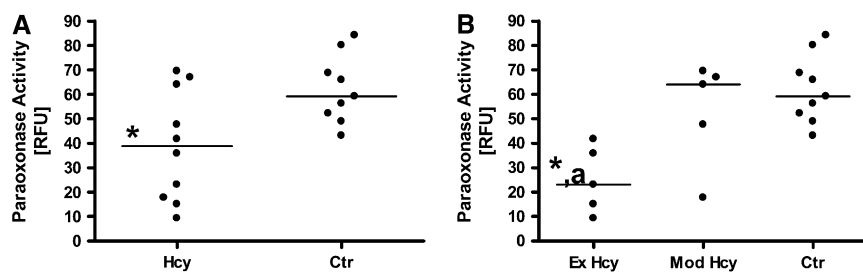 A
Paraoxonase Activity
[RFU]
90
80
70
60
50
40
30
20
10
0
*
Hcy
Ctr
B
Paraoxonase Activity
[RFU]
90
80
70
60
50
40
30
20
10
0
*,a
Ex Hcy
Mod Hcy
Ctr